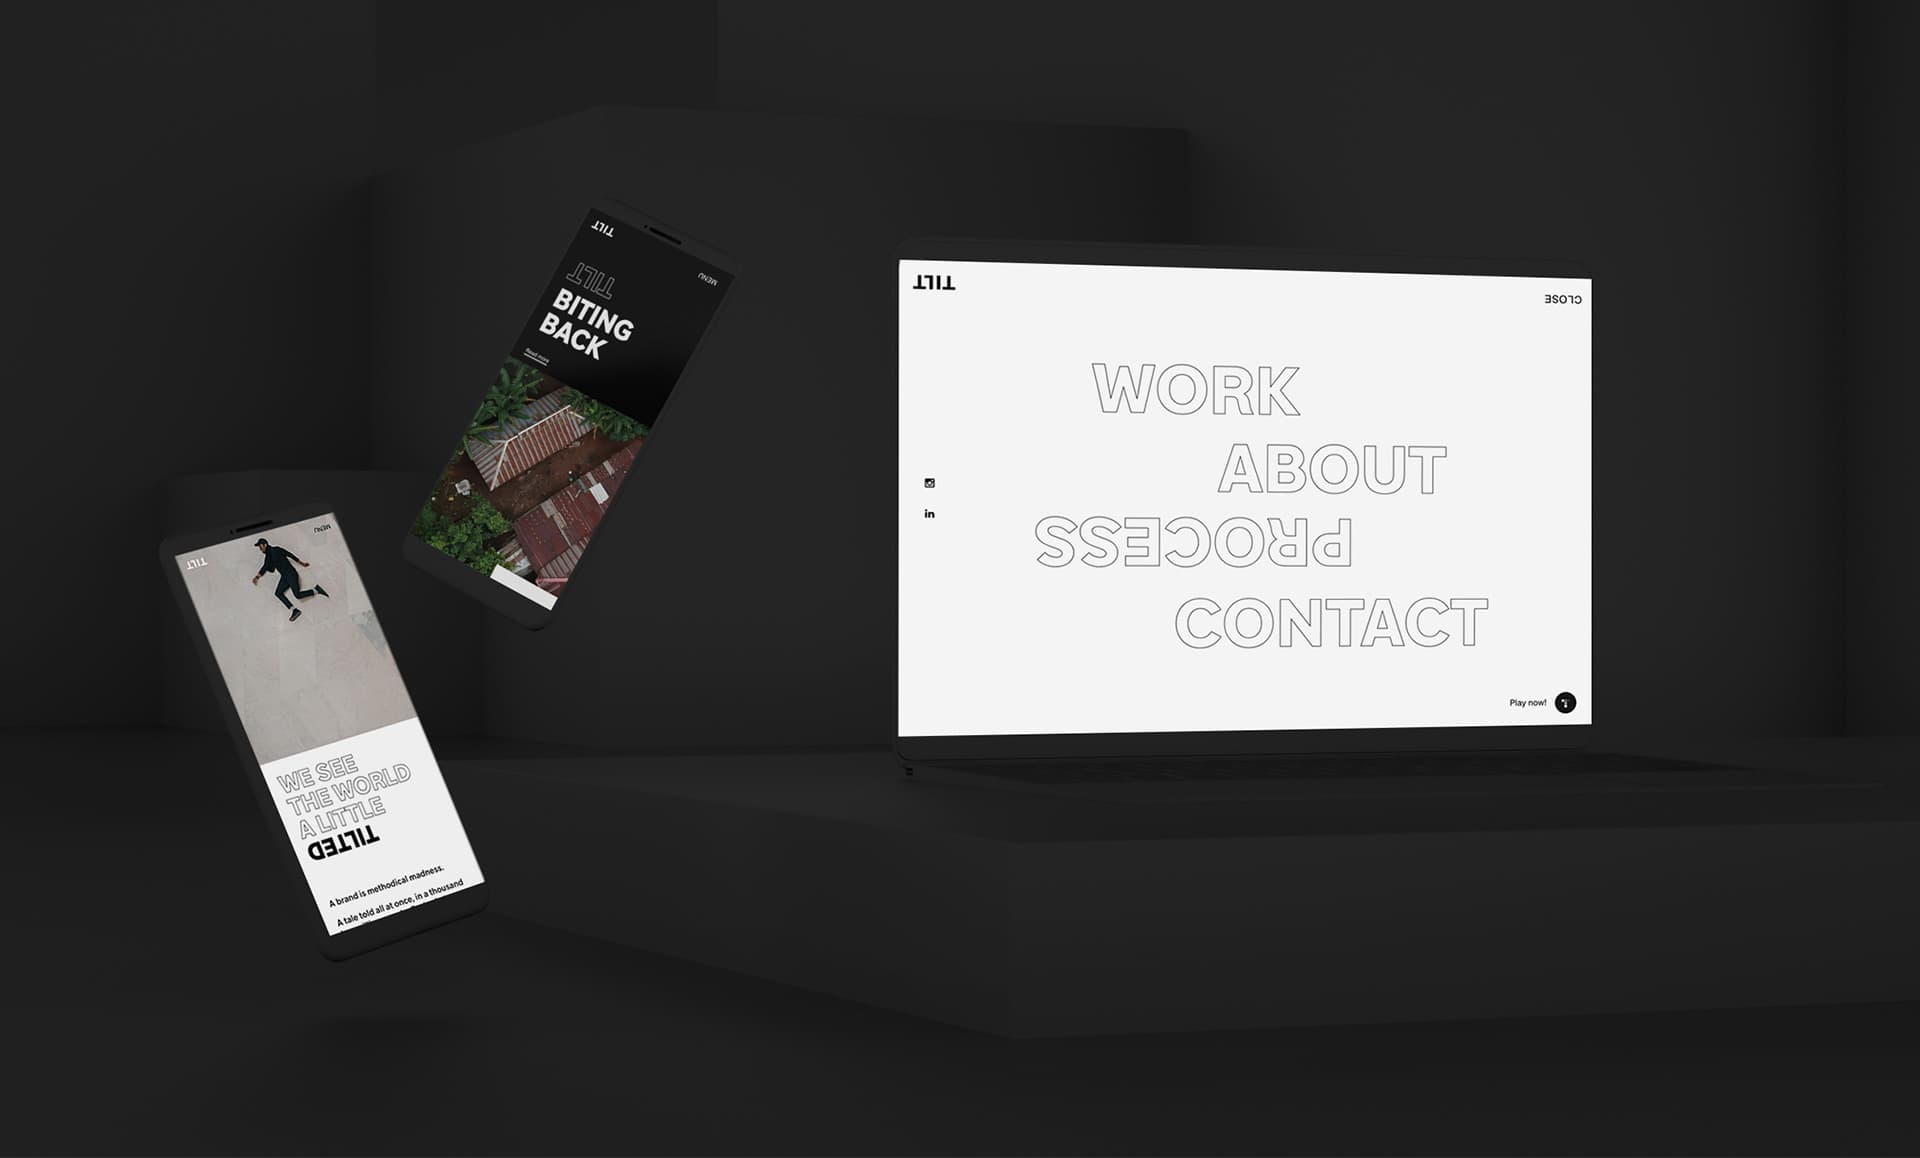 TILT
MENU
TILT
BITING
BACK
Read more
TILT
MENU
WE SEE
THE WORLD
A LITTLE
TILTED
A brand is methodical madness.
A tale told all at once, in a thousand
TILT
CLOSE
WORK
ABOUT
PROCESS
CONTACT
in
Play now!